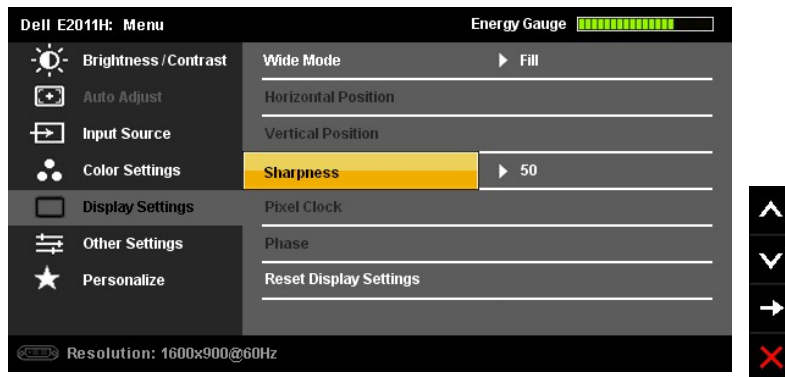 Dell E2011H: Menu
Energy Gauge
Brightness / Contrast
Wide Mode
Fill
Auto Adjust
Horizontal Position
Input Source
Vertical Position
Color Settings
Sharpness
50
Display Settings
Pixel Clock
Other Settings
Phase
Personalize
Reset Display Settings
Resolution: 1600x900@60Hz